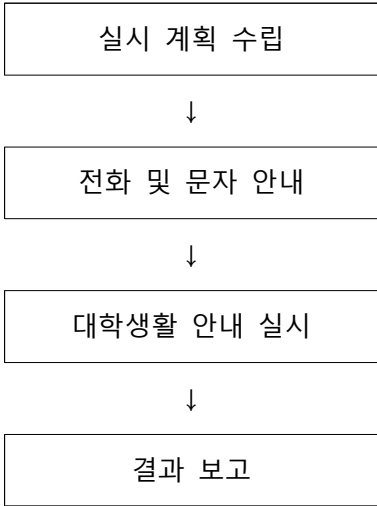 실시 계획 수립
↓
전화 및 문자 안내
↓
대학생활 안내 실시
↓
결과 보고